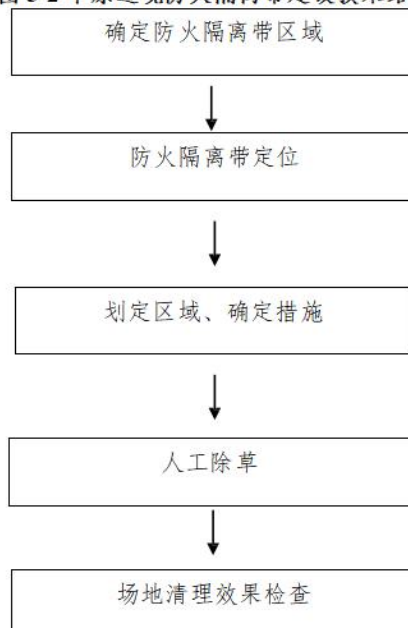 确定防火隔离带区域
防火隔离带定位
划定区域、确定措施
人工除草
场地清理效果检查